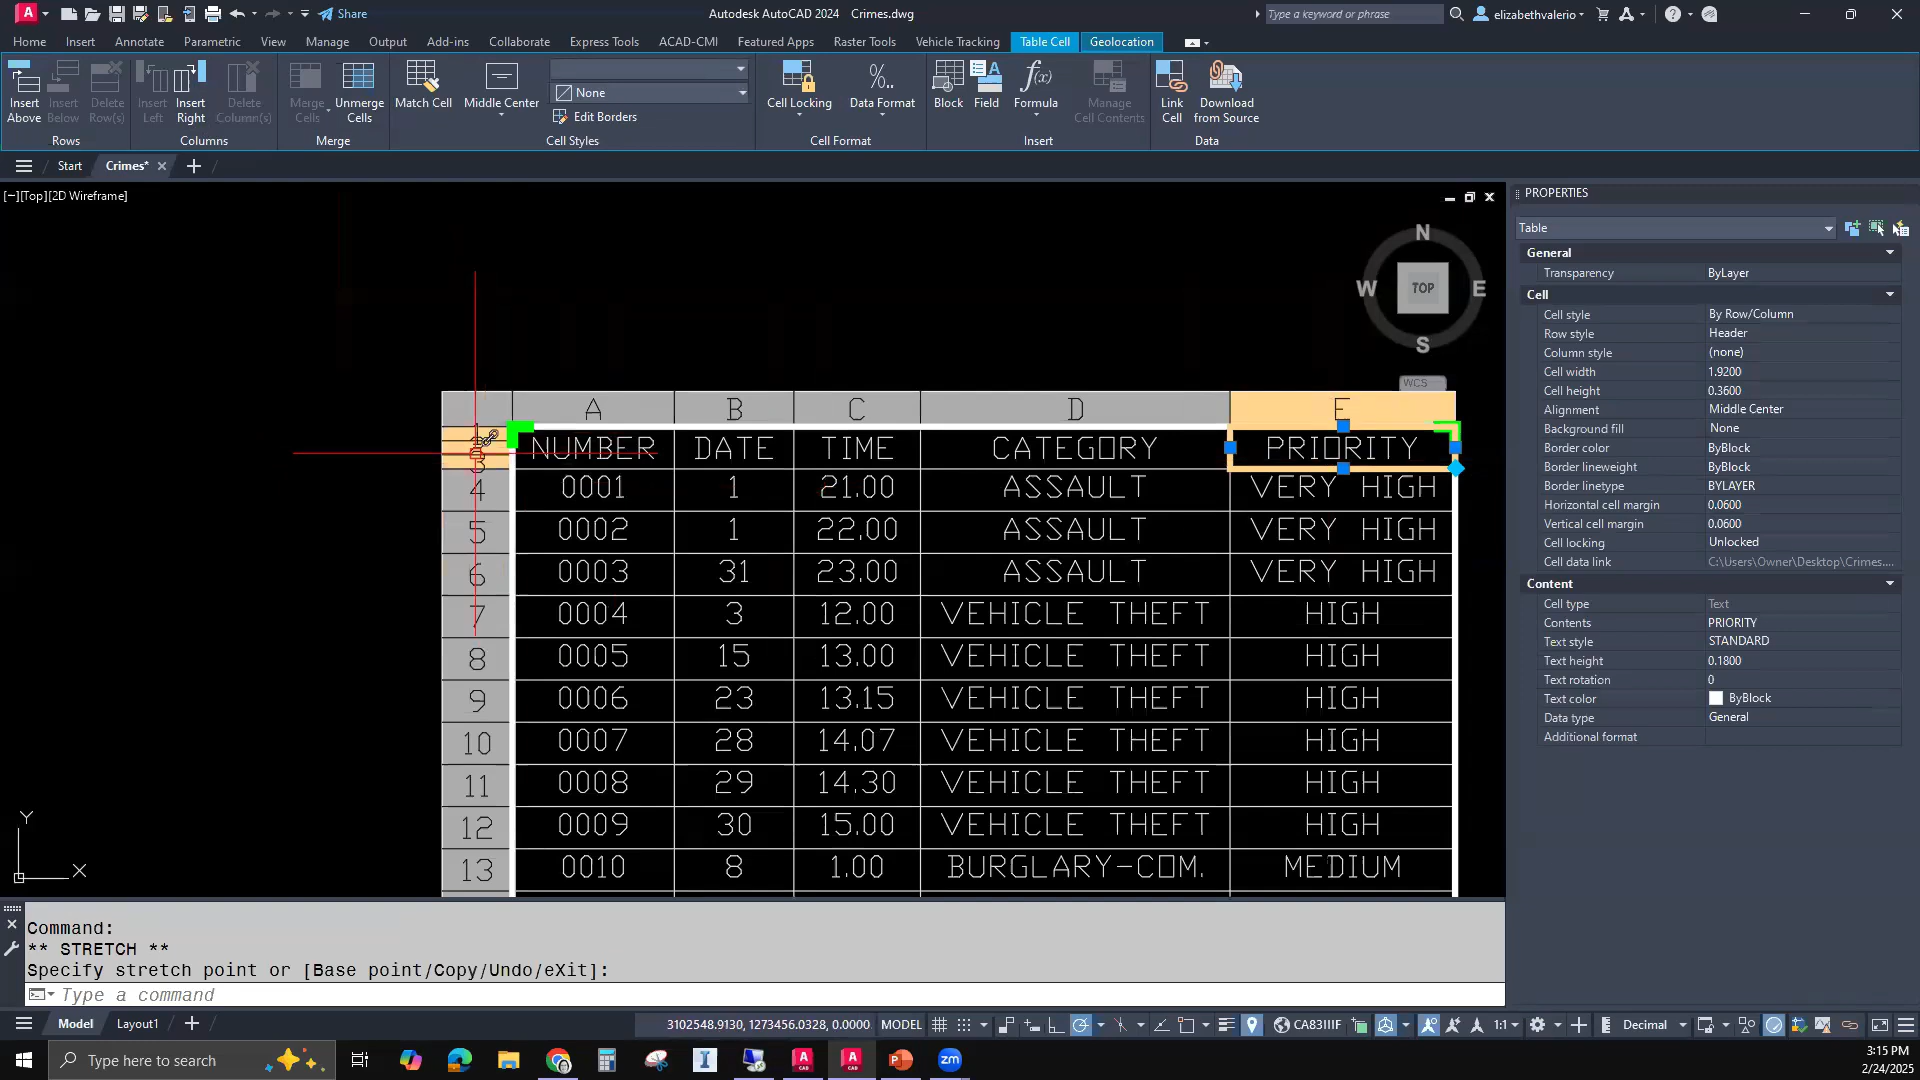 Share
Autodesk AutoCAD 2024 Crimes.dwg
Type a keyword or phrase
elizabethvalerio
Home Insert Annotate Parametric View Manage Output Add-ins Collaborate Express Tools ACAD-CMI Featured Apps Raster Tools Vehicle Tracking Table Cell Geolocation
Insert Above
Insert Below
Delete Row(s)
Insert Left
Insert Right
Delete Column(s)
Merge Cells
Unmerge Cells
Match Cell
Middle Center
None
Edit Borders
Cell Locking
Data Format
Block
Field
Formula
Manage Cell Contents
Link Cell
Download from Source
Rows Columns Merge Cell Styles Cell Format Insert Data
Start Crimes*
[−][Top][2D Wireframe]
N
W TOP E
S
WCS
A B C D E
NUMBER DATE TIME CATEGORY PRIORITY
4 0001 1 21.00 ASSAULT VERY HIGH
5 0002 1 22.00 ASSAULT VERY HIGH
6 0003 31 23.00 ASSAULT VERY HIGH
7 0004 3 12.00 VEHICLE THEFT HIGH
8 0005 15 13.00 VEHICLE THEFT HIGH
9 0006 23 13.15 VEHICLE THEFT HIGH
10 0007 28 14.07 VEHICLE THEFT HIGH
11 0008 29 14.30 VEHICLE THEFT HIGH
12 0009 30 15.00 VEHICLE THEFT HIGH
13 0010 8 1.00 BURGLARY-COM. MEDIUM
Y
X
PROPERTIES
Table
General
Transparency ByLayer
Cell
Cell style By Row/Column
Row style Header
Column style (none)
Cell width 1.9200
Cell height 0.3600
Alignment Middle Center
Background fill None
Border color ByBlock
Border lineweight ByBlock
Border linetype BYLAYER
Horizontal cell margin 0.0600
Vertical cell margin 0.0600
Cell locking Unlocked
Cell data link C:\Users\Owner\Desktop\Crimes....
Content
Cell type Text
Contents PRIORITY
Text style STANDARD
Text height 0.1800
Text rotation 0
Text color ByBlock
Data type General
Additional format
Command:
** STRETCH **
Specify stretch point or [Base point/Copy/Undo/eXit]:
Type a command
Model Layout1
3102548.9130, 1273456.0328, 0.0000 MODEL CA83IIIF 1:1 Decimal
Type here to search
3:15 PM
2/24/2025